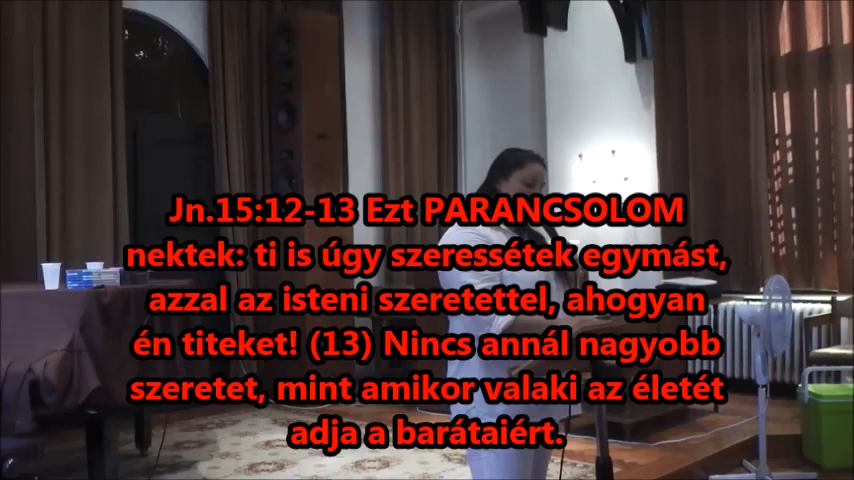 Jn.15:12-13 Ezt PARANCSOLOM
nektek: ti is úgy szeressétek egymást,
azzal az isteni szeretettel, ahogyan
én titeket! (13) Nincs annál nagyobb
szeretet, mint amikor valaki az életét
adja a barátaiért.